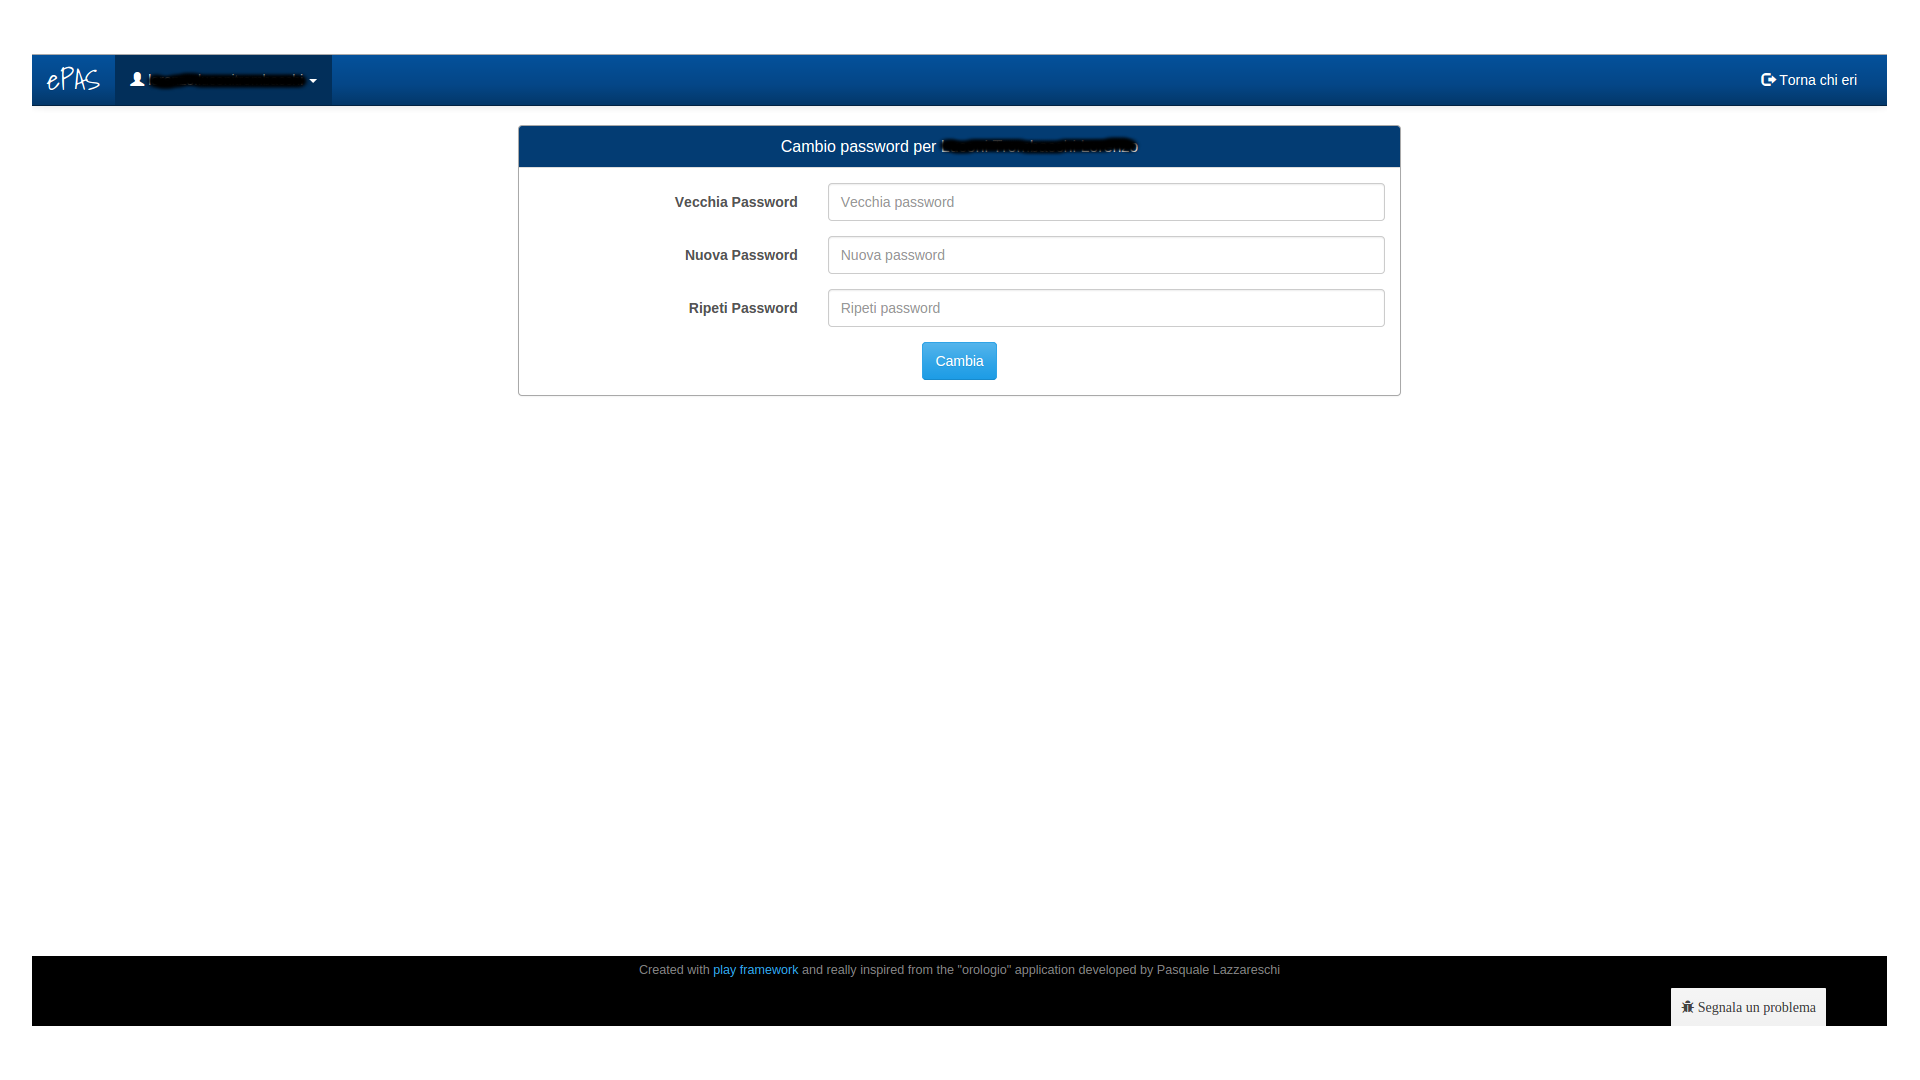 ePAS
Torna chi eri
Cambio password per
Vecchia Password
Vecchia password
Nuova Password
Nuova password
Ripeti Password
Ripeti password
Cambia
Created with play framework and really inspired from the "orologio" application developed by Pasquale Lazzareschi
Segnala un problema